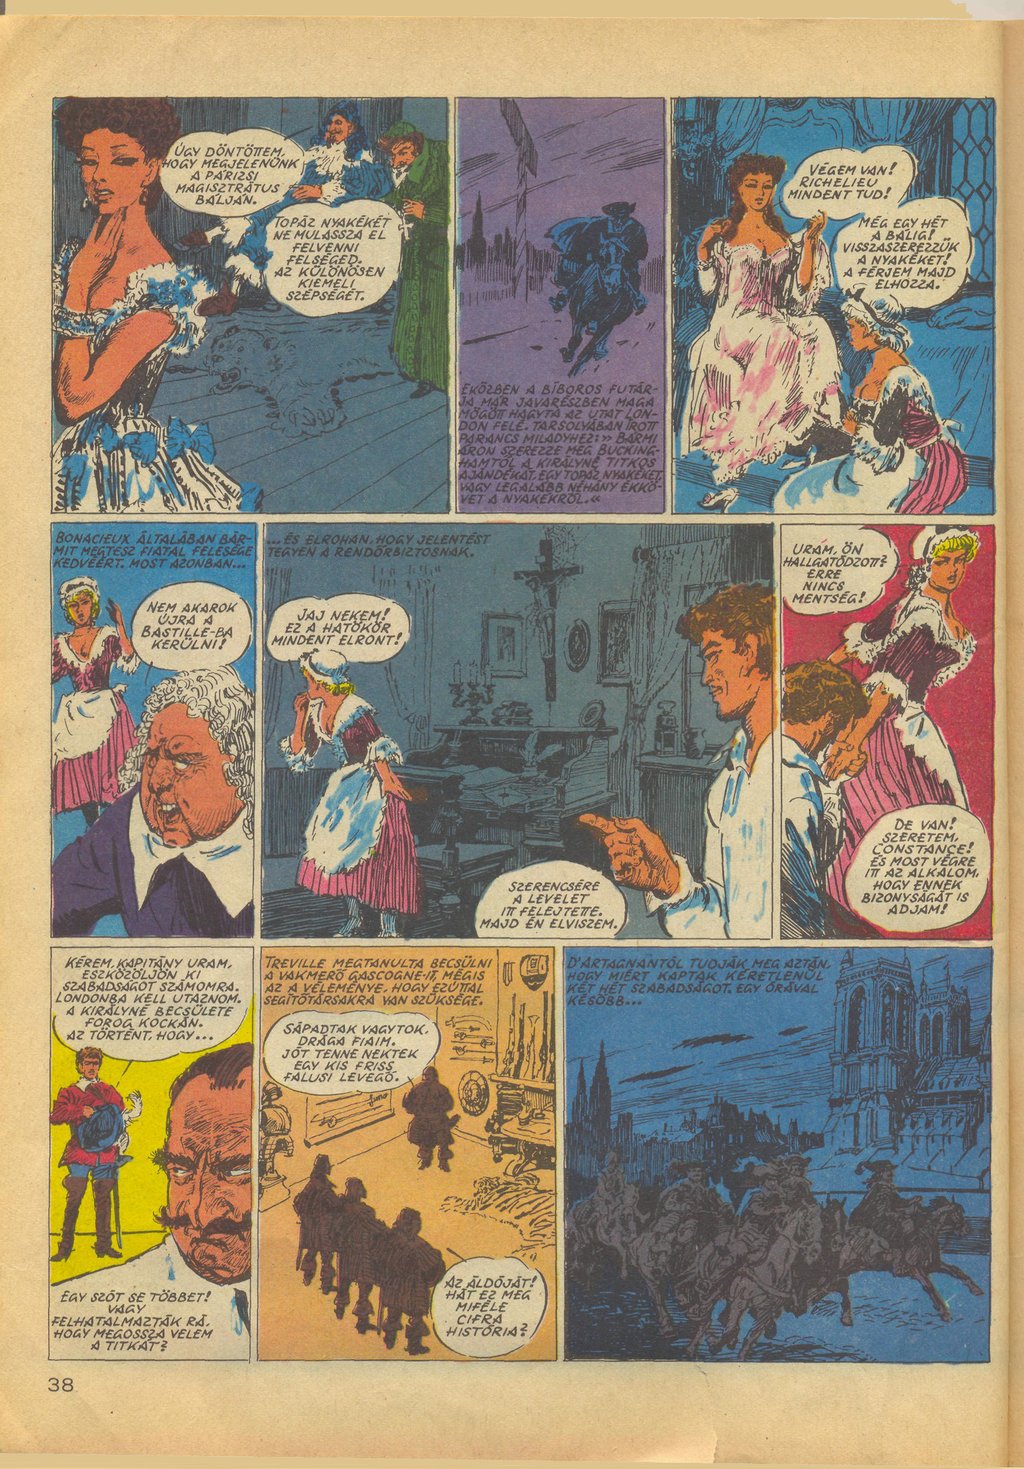 ÚGY DÖNTÖTTEM,
HOGY MEGJELENÜNK
A PÁRIZSI
MAGISZTRÁTUS
BÁLJÁN.
TOPÁZ NYAKÉKÉT
NE MULASSZA EL
FELVENNI
FELSÉGED.
AZ KÜLÖNÖSEN
KIEMELI
SZÉPSÉGÉT.
EKÖZBEN A BÍBOROS FUTÁR-
JA MÁR JAVARÉSZBEN MAGA
MÖGÖTT HAGYTA AZ UTAT LON-
DON FELÉ. TARSOLYÁBAN ÍROTT
PARANCS MILADYHEZ: »BÁRMI
ÁRON SZEREZZE MEG BUCKING-
HAMTÓL A KIRÁLYNÉ TITKOS
AJÁNDÉKÁT, EGY TOPÁZ NYAKÉKET,
VAGY LEGALÁBB NÉHÁNY ÉKKÖ-
VET A NYAKÉKRŐL.«
VÉGEM VAN!
RICHELIEU
MINDENT TUD!
MÉG EGY HÉT
A BÁLIG!
VISSZASZEREZZÜK
A NYAKÉKET!
A FÉRJEM MAJD
ELHOZZA.
BONACIEUX ÁLTALÁBAN BÁR-
MIT MEGTESZ FIATAL FELESÉGE
KEDVÉÉRT. MOST AZONBAN...
NEM AKAROK
ÚJRA A
BASTILLE-BA
KERÜLNI!
...ÉS ELROHAN, HOGY JELENTÉST
TEGYEN A RENDŐRBIZTOSNAK.
JAJ NEKEM!
EZ A HATÖKÖR
MINDENT ELRONT!
SZERENCSÉRE
A LEVELET
ITT FELEJTETTE.
MAJD ÉN ELVISZEM.
URAM, ÖN
HALLGATÓDZOTT?
ERRE
NINCS
MENTSÉG!
DE VAN!
SZERETEM,
CONSTANCE!
ÉS MOST VÉGRE
ITT AZ ALKALOM,
HOGY ENNEK
BIZONYSÁGÁT IS
ADJAM!
KÉREM, KAPITÁNY URAM,
ESZKÖZÖLJÖN KI
SZABADSÁGOT SZÁMOMRA.
LONDONBA KELL UTAZNOM.
A KIRÁLYNÉ BECSÜLETE
FOROG KOCKÁN.
AZ TÖRTÉNT, HOGY...
EGY SZÓT SE TÖBBET!
VAGY
FELHATALMAZTÁK RÁ,
HOGY MEGOSSZA VELEM
A TITKÁT?
TREVILLE MEGTANULTA BECSÜLNI
A VAKMERŐ GASCOGNE-IT, MÉGIS
AZ A VÉLEMÉNYE, HOGY EZÚTTAL
SEGÍTŐTÁRSAKRA VAN SZÜKSÉGE.
SÁPADTAK VAGYTOK,
DRÁGA FIAIM.
JÓT TENNE NEKTEK
EGY KIS FRISS
FALUSI LEVEGŐ.
AZ ÁLDÓJÁT!
HÁT EZ MEG
MIFÉLE
CIFRA
HISTÓRIA?
D'ARTAGNANTÓL TUDJÁK MEG AZTÁN,
HOGY MIÉRT KAPTAK KÉRETLENÜL
KÉT HÉT SZABADSÁGOT. EGY ÓRÁVAL
KÉSŐBB...
38